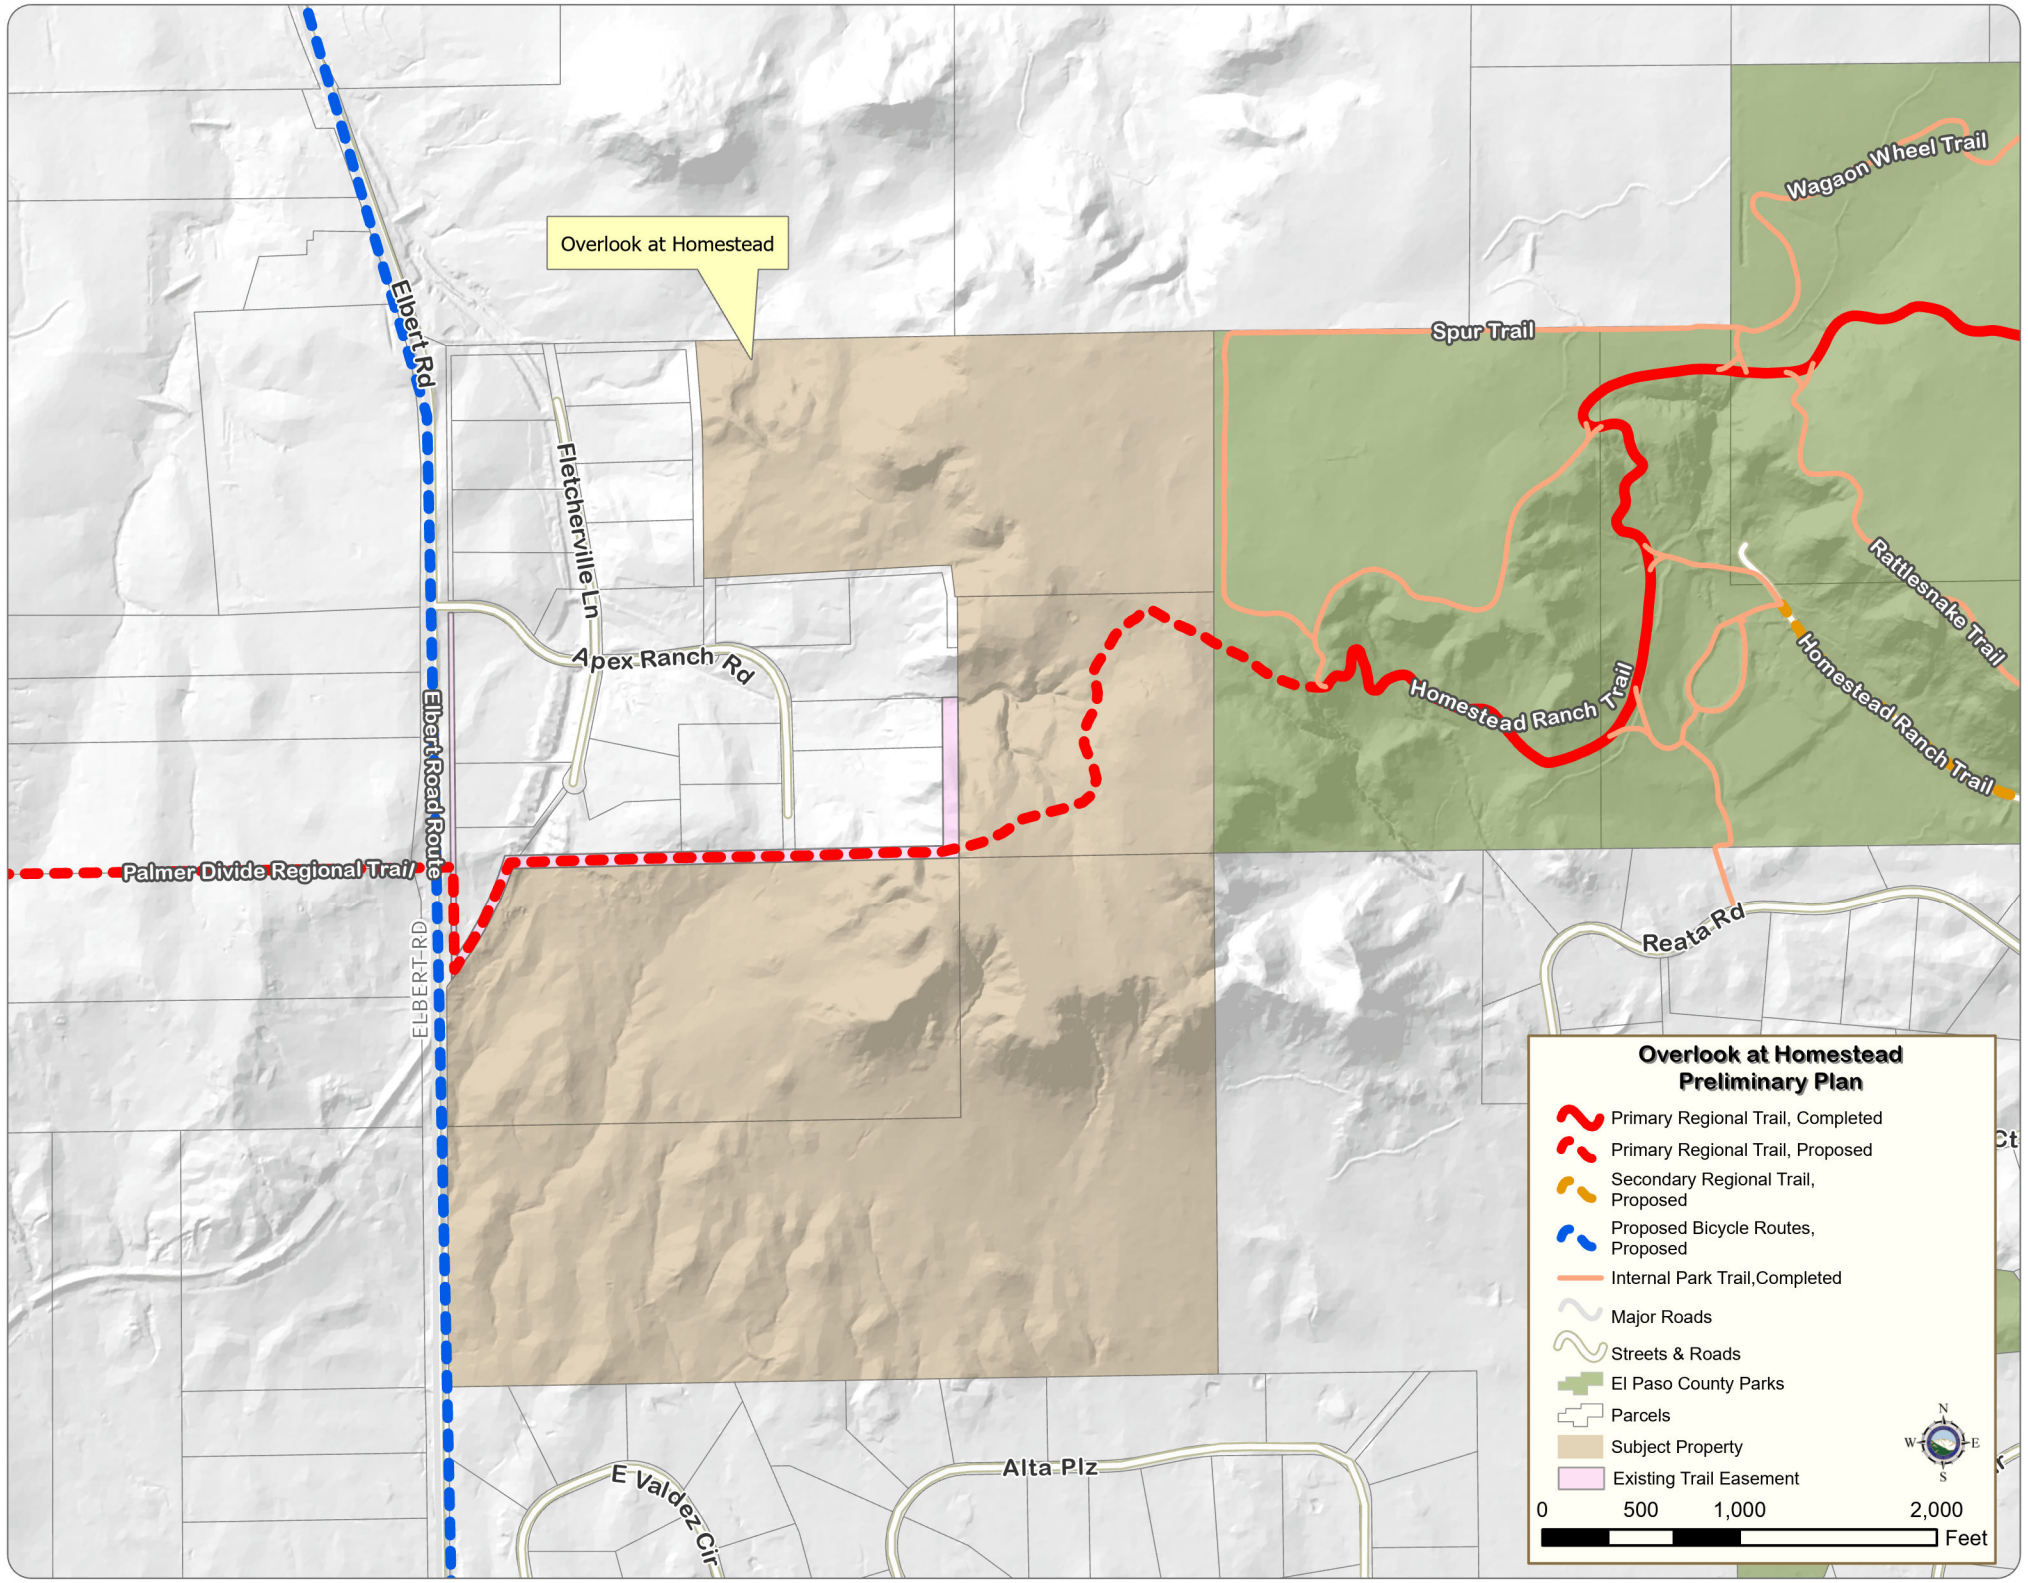 Wagaon Wheel Trail
Overlook at Homestead
Elbert Rd
Spur Trail
Fletcherville Ln
Rattlesnake Trail
Apex Ranch Rd
Homestead Ranch Trail
Homestead Ranch Trail
Elbert Road Route
Palmer Divide Regional Trail
ELBERT RD
Reata Rd
Ct
E Valdez Cir
Alta Plz
Overlook at Homestead
Preliminary Plan
Primary Regional Trail, Completed
Primary Regional Trail, Proposed
Secondary Regional Trail,
Proposed
Proposed Bicycle Routes,
Proposed
Internal Park Trail,Completed
Major Roads
Streets & Roads
El Paso County Parks
Parcels
Subject Property
Existing Trail Easement
N
W E
S
0 500 1,000 2,000
Feet